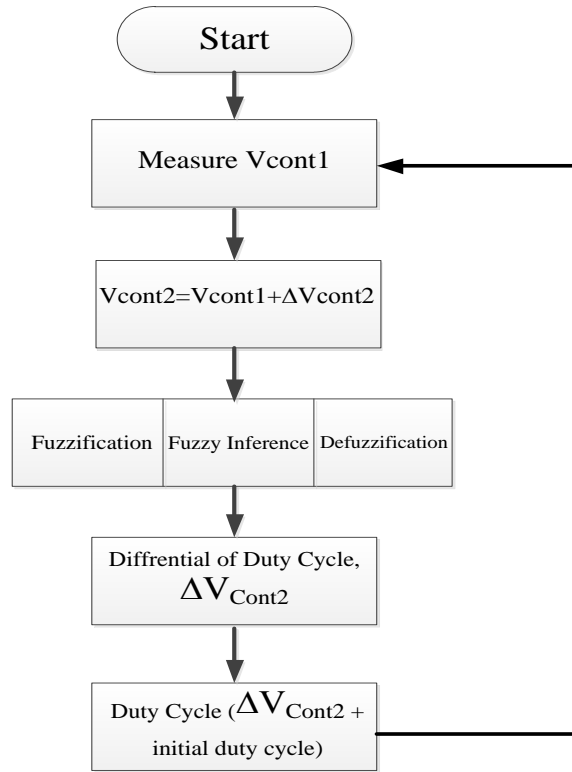 Start
Measure Vcont1
Vcont2=Vcont1+ΔVcont2
Fuzzification
Fuzzy Inference
Defuzzification
Diffrential of Duty Cycle,
ΔVCont2
Duty Cycle (ΔVCont2 +
initial duty cycle)